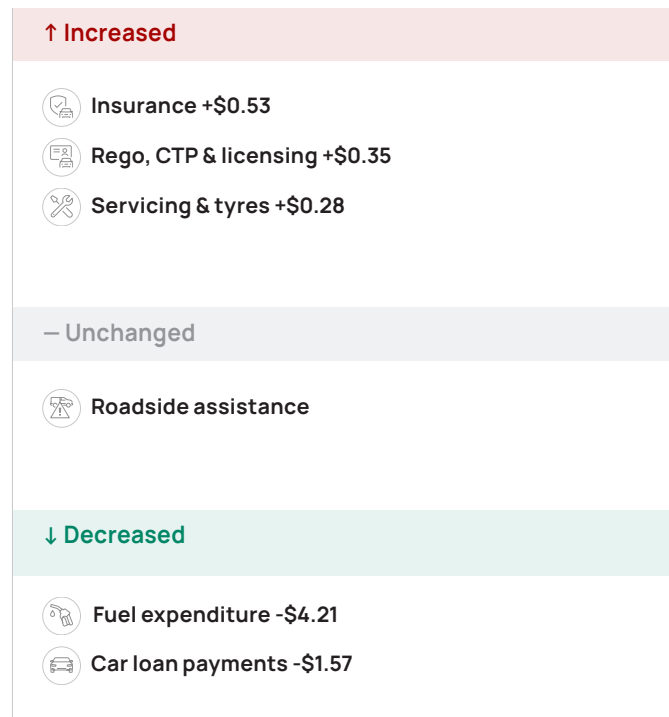 ↑ Increased
Insurance +$0.53
Rego, CTP & licensing +$0.35
Servicing & tyres +$0.28
— Unchanged
Roadside assistance
↓ Decreased
Fuel expenditure -$4.21
Car loan payments -$1.57